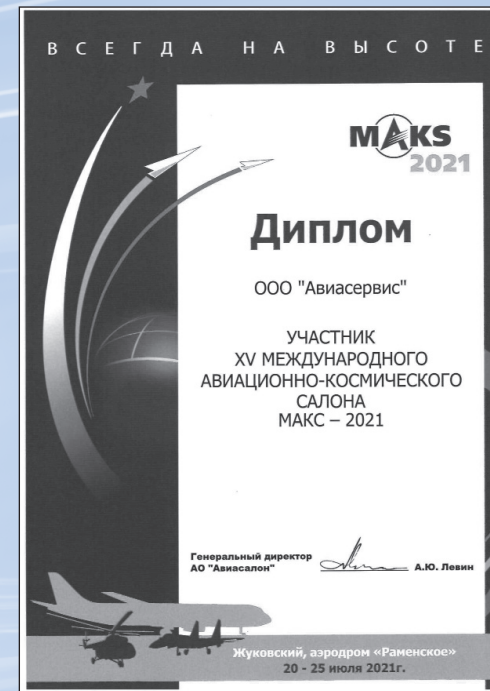 ВСЕГДА НА ВЫСОТЕ
MAKS
2021
Диплом
ООО "Авиасервис"
УЧАСТНИК
XV МЕЖДУНАРОДНОГО
АВИАЦИОННО-КОСМИЧЕСКОГО
САЛОНА
МАКС – 2021
Генеральный директор
АО "Авиасалон"
А.Ю. Левин
Жуковский, аэродром «Раменское»
20 - 25 июля 2021г.